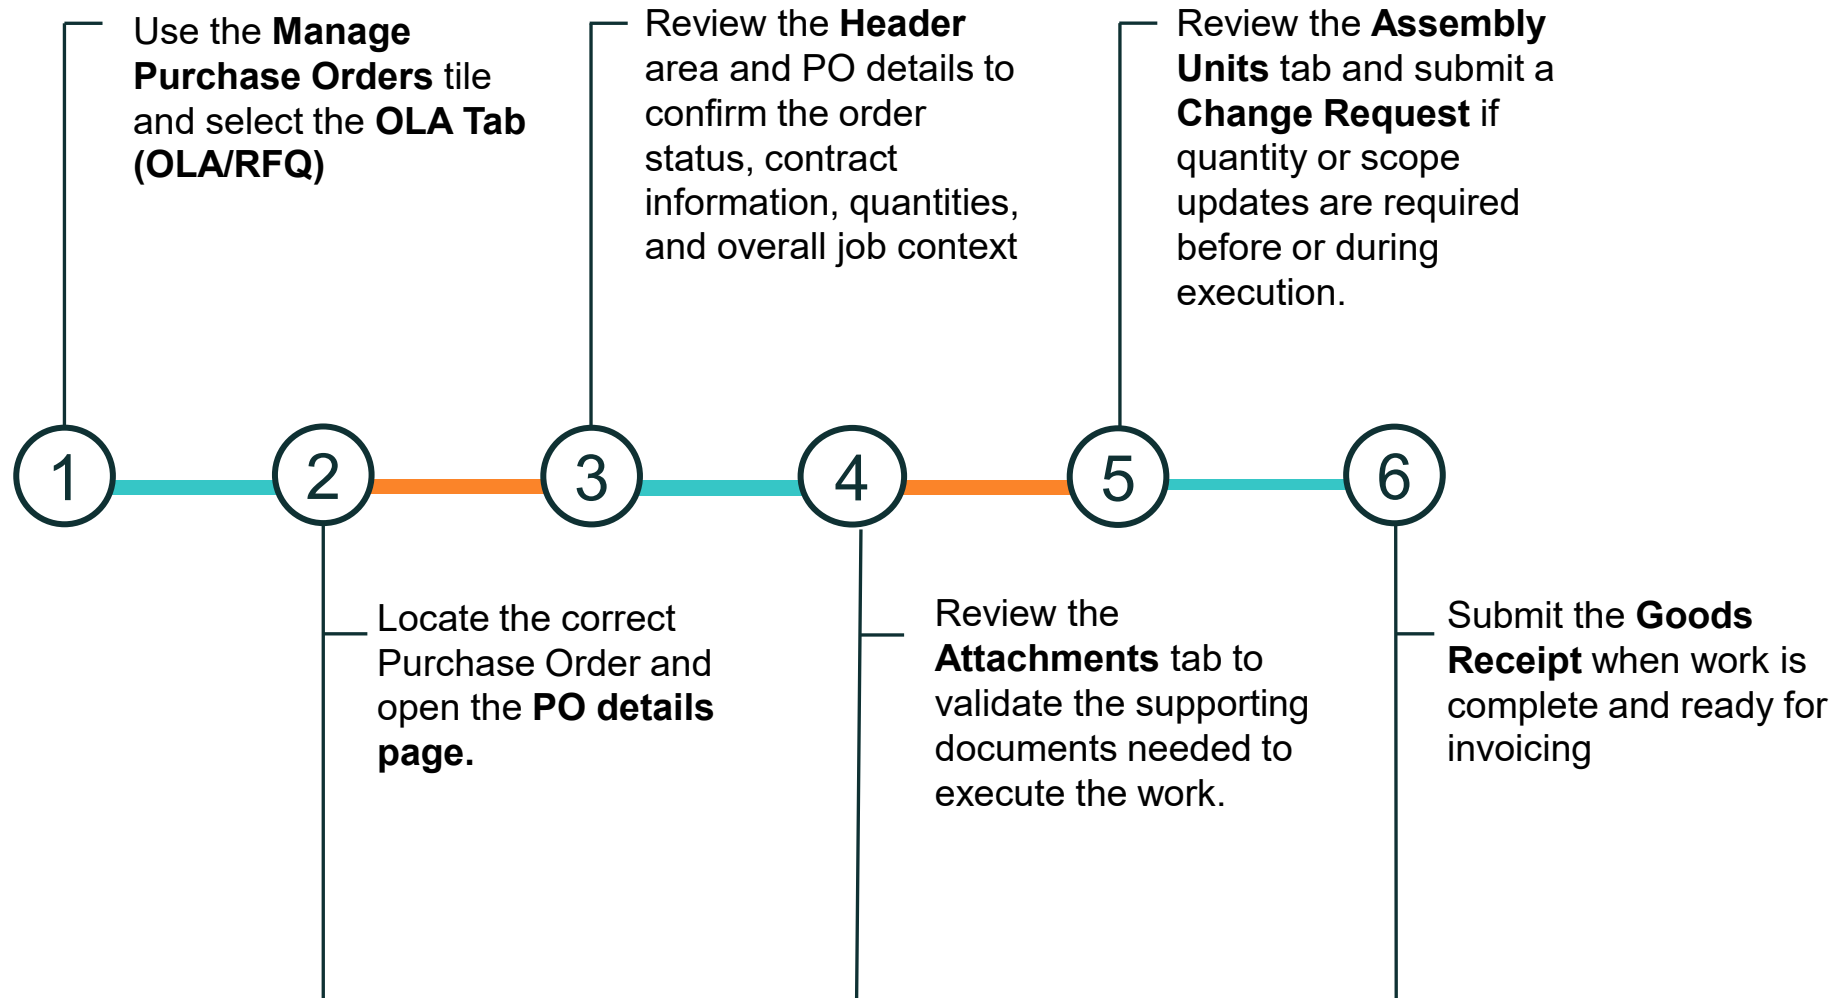 Use the Manage
Purchase Orders tile
and select the OLA Tab
(OLA/RFQ)
Review the Header
area and PO details to
confirm the order
status, contract
information, quantities,
and overall job context
Review the Assembly
Units tab and submit a
Change Request if
quantity or scope
updates are required
before or during
execution.
1
2
3
4
5
6
Locate the correct
Purchase Order and
open the PO details
page.
Review the
Attachments tab to
validate the supporting
documents needed to
execute the work.
Submit the Goods
Receipt when work is
complete and ready for
invoicing